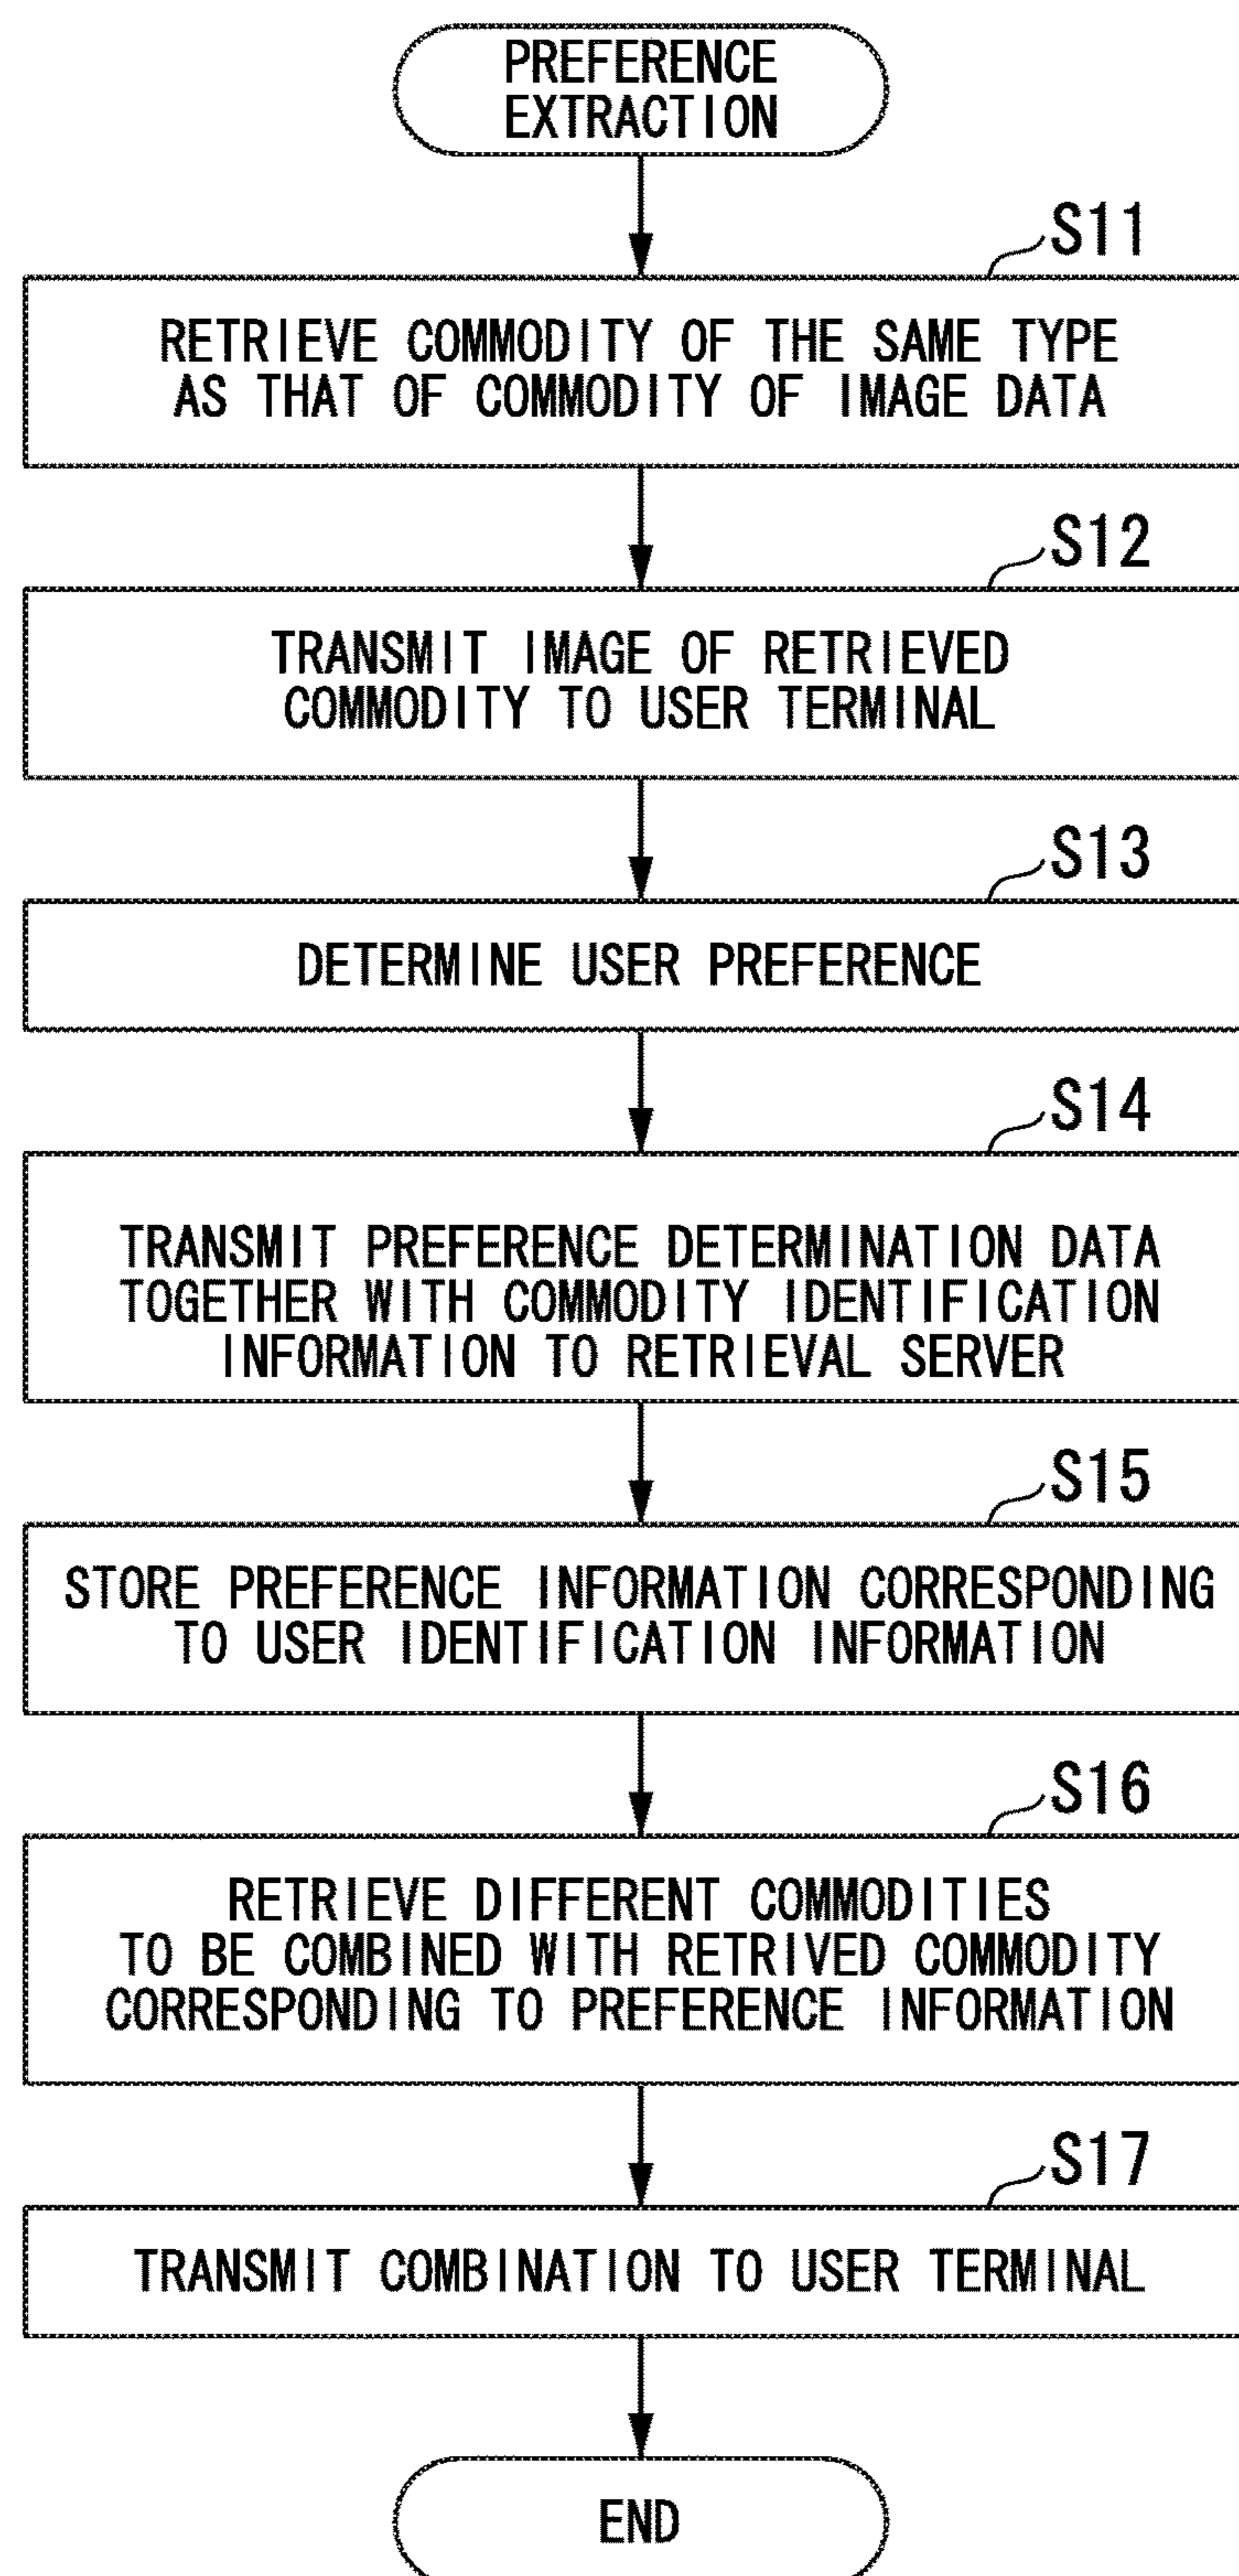 PREFERENCE
EXTRACTION
S11
RETRIEVE COMMODITY OF THE SAME TYPE
AS THAT OF COMMODITY OF IMAGE DATA
S12
TRANSMIT IMAGE OF RETRIEVED
COMMODITY TO USER TERMINAL
S13
DETERMINE USER PREFERENCE
S14
TRANSMIT PREFERENCE DETERMINATION DATA
TOGETHER WITH COMMODITY IDENTIFICATION
INFORMATION TO RETRIEVAL SERVER
S15
STORE PREFERENCE INFORMATION CORRESPONDING
TO USER IDENTIFICATION INFORMATION
S16
RETRIEVE DIFFERENT COMMODITIES
TO BE COMBINED WITH RETRIVED COMMODITY
CORRESPONDING TO PREFERENCE INFORMATION
S17
TRANSMIT COMBINATION TO USER TERMINAL
END